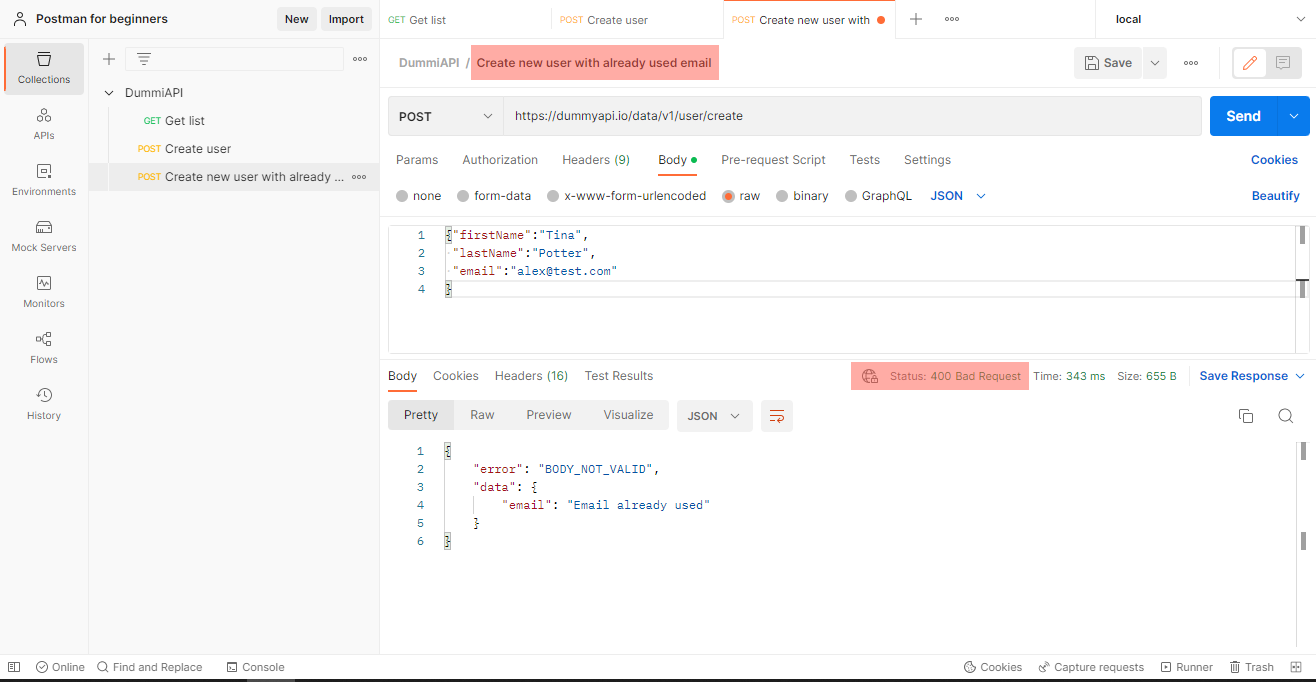 Postman for beginners New Import GET Get list POST Create user POST Create new user with local
Collections
APIs
Environments
Mock Servers
Monitors
Flows
History
DummiAPI
GET Get list
POST Create user
POST Create new user with already ...
DummiAPI / Create new user with already used email Save
POST https://dummyapi.io/data/v1/user/create Send
Params Authorization Headers (9) Body Pre-request Script Tests Settings Cookies
none form-data x-www-form-urlencoded raw binary GraphQL JSON Beautify
1 {"firstName":"Tina",
2 "lastName":"Potter",
3 "email":"alex@test.com"
4 }
Body Cookies Headers (16) Test Results Status: 400 Bad Request Time: 343 ms Size: 655 B Save Response
Pretty Raw Preview Visualize JSON
1 {
2 "error": "BODY_NOT_VALID",
3 "data": {
4 "email": "Email already used"
5 }
6 }
Online Find and Replace Console Cookies Capture requests Runner Trash